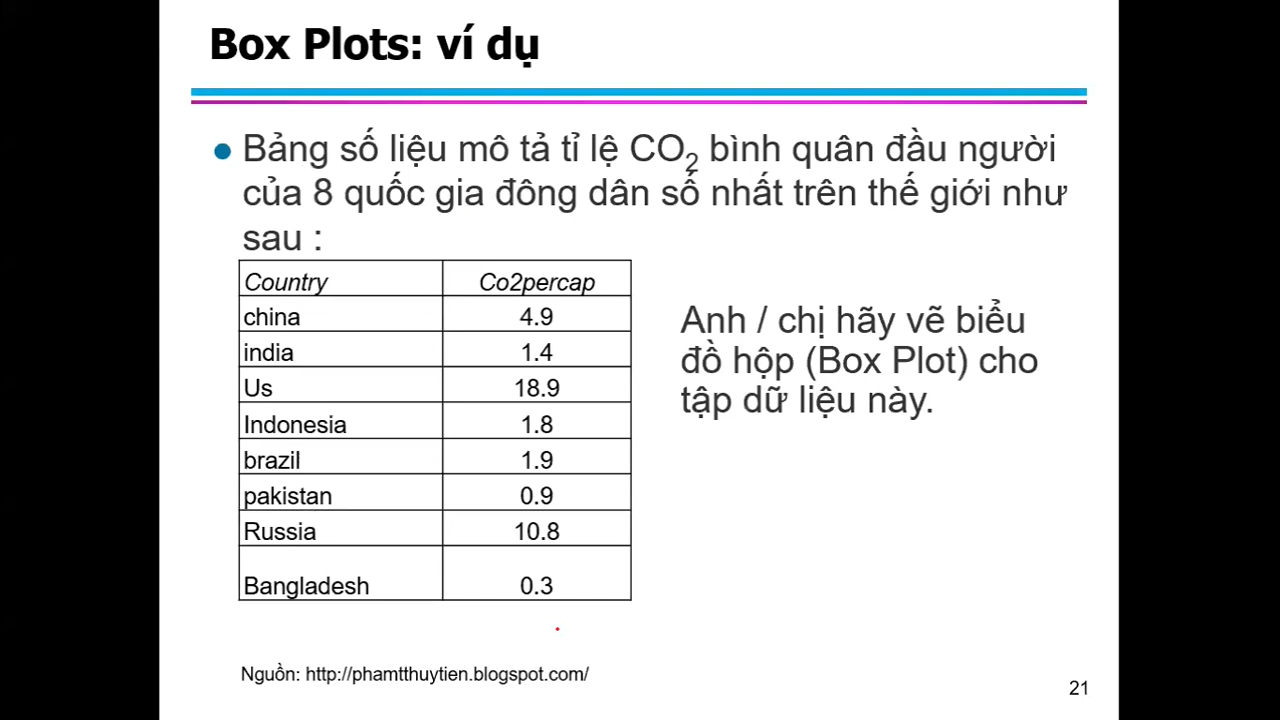 Box Plots: ví dụ
Bảng số liệu mô tả tỉ lệ CO2 bình quân đầu người
của 8 quốc gia đông dân số nhất trên thế giới như
sau :
Country Co2percap
china 4.9
india 1.4
Us 18.9
Indonesia 1.8
brazil 1.9
pakistan 0.9
Russia 10.8
Bangladesh 0.3
Anh / chị hãy vẽ biểu
đồ hộp (Box Plot) cho
tập dữ liệu này.
Nguồn: http://phamtthuytien.blogspot.com/
21